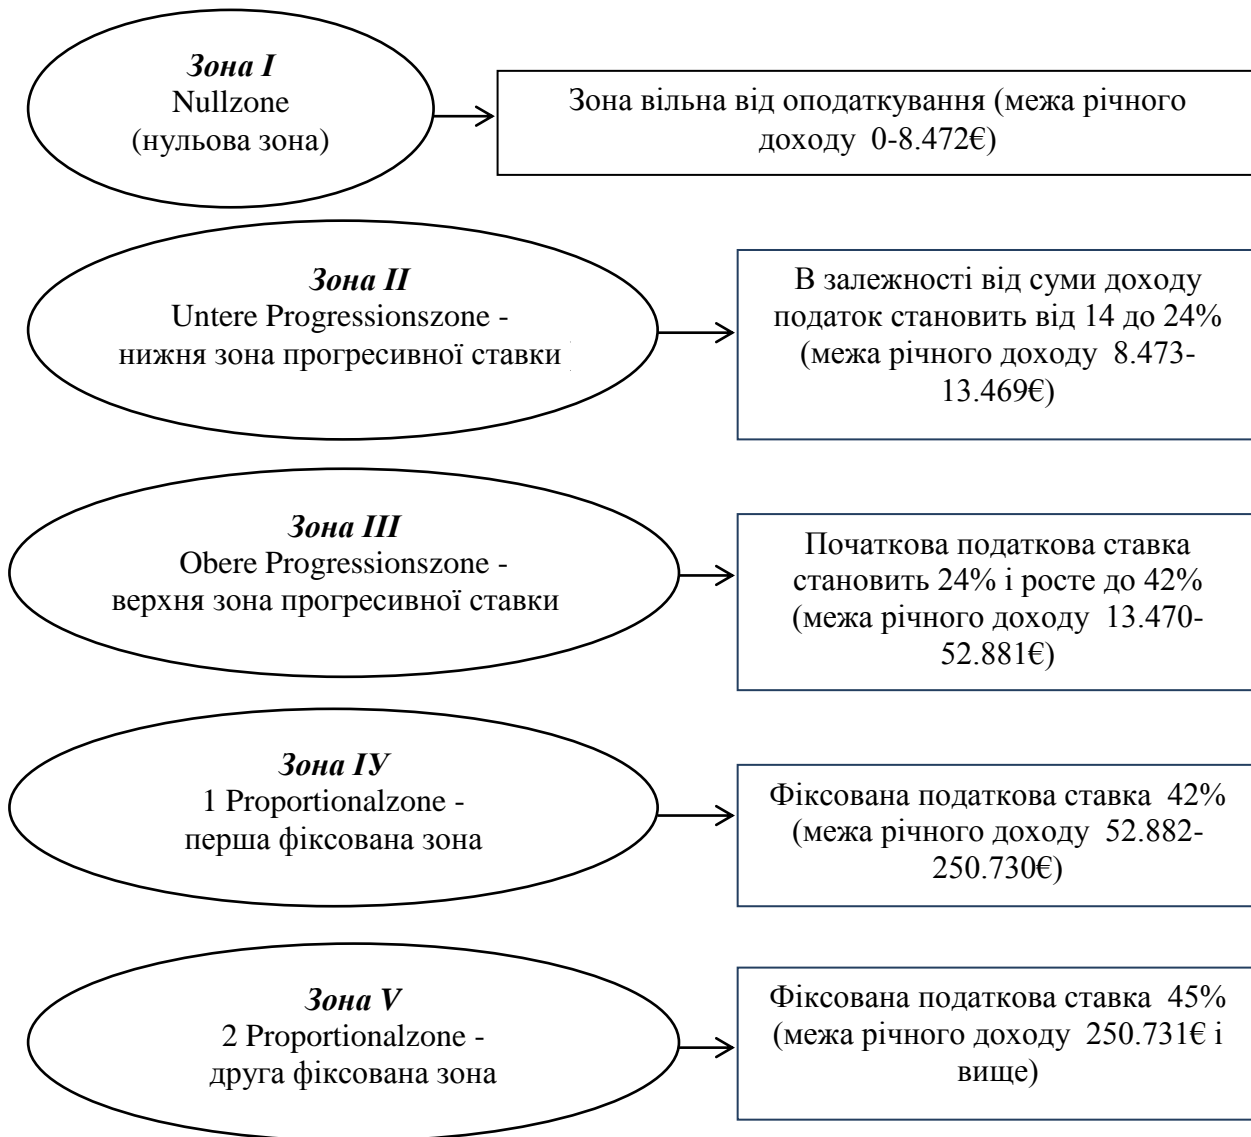 Зона I
Nullzone
(нульова зона)
Зона вільна від оподаткування (межа річного
доходу  0-8.472€)
Зона II
Untere Progressionszone -
нижня зона прогресивної ставки
В залежності від суми доходу
податок становить від 14 до 24%
(межа річного доходу  8.473-
13.469€)
Зона III
Obere Progressionszone -
верхня зона прогресивної ставки
Початкова податкова ставка
становить 24% і росте до 42%
(межа річного доходу  13.470-
52.881€)
Зона ІУ
1 Proportionalzone -
перша фіксована зона
Фіксована податкова ставка  42%
(межа річного доходу  52.882-
250.730€)
Зона V
2 Proportionalzone -
друга фіксована зона
Фіксована податкова ставка  45%
(межа річного доходу  250.731€ і
вище)